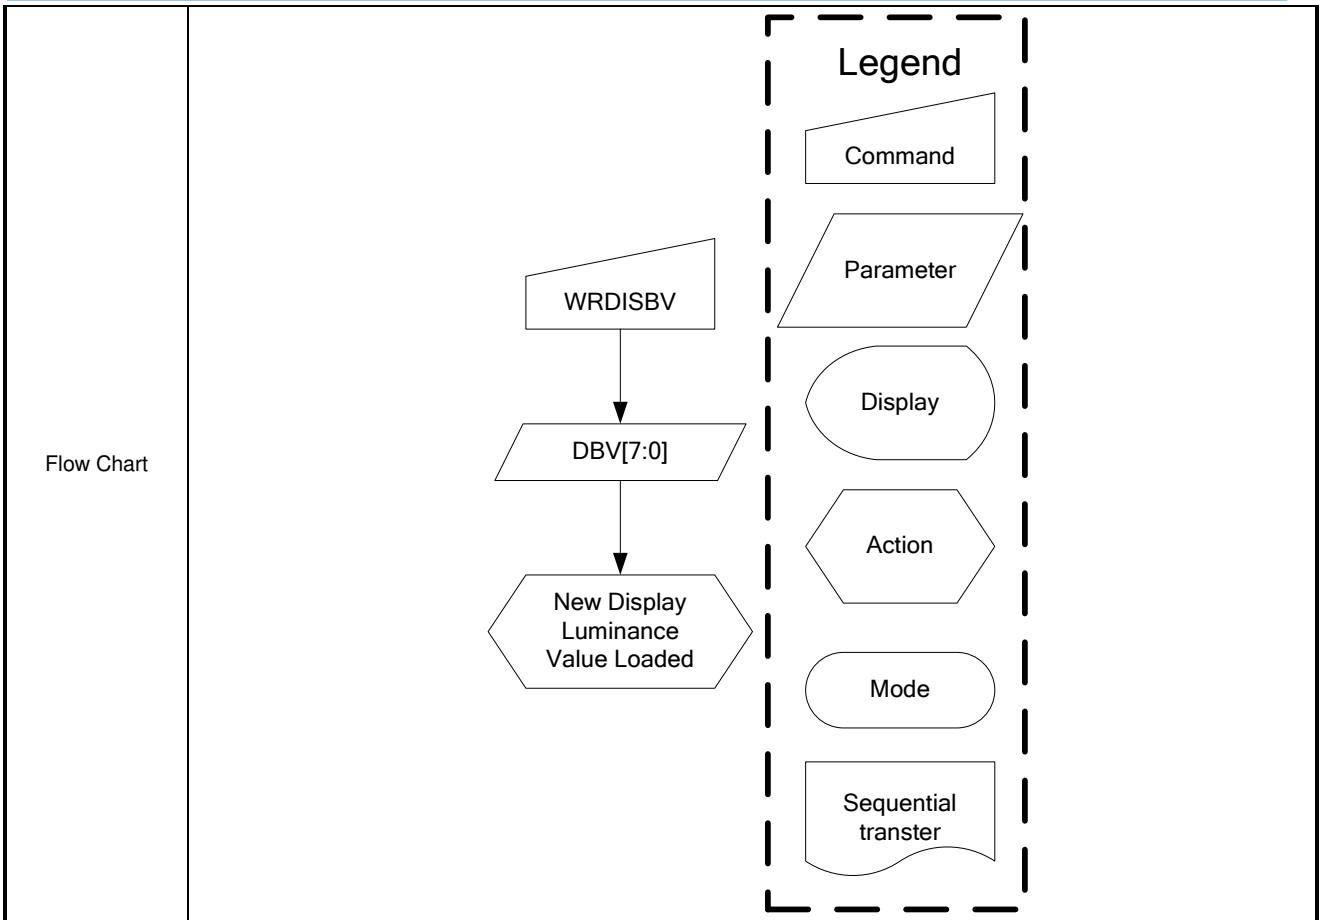 Flow Chart
WRDISBV
DBV[7:0]
New Display
Luminance
Value Loaded
Legend
Command
Parameter
Display
Action
Mode
Sequential
transter